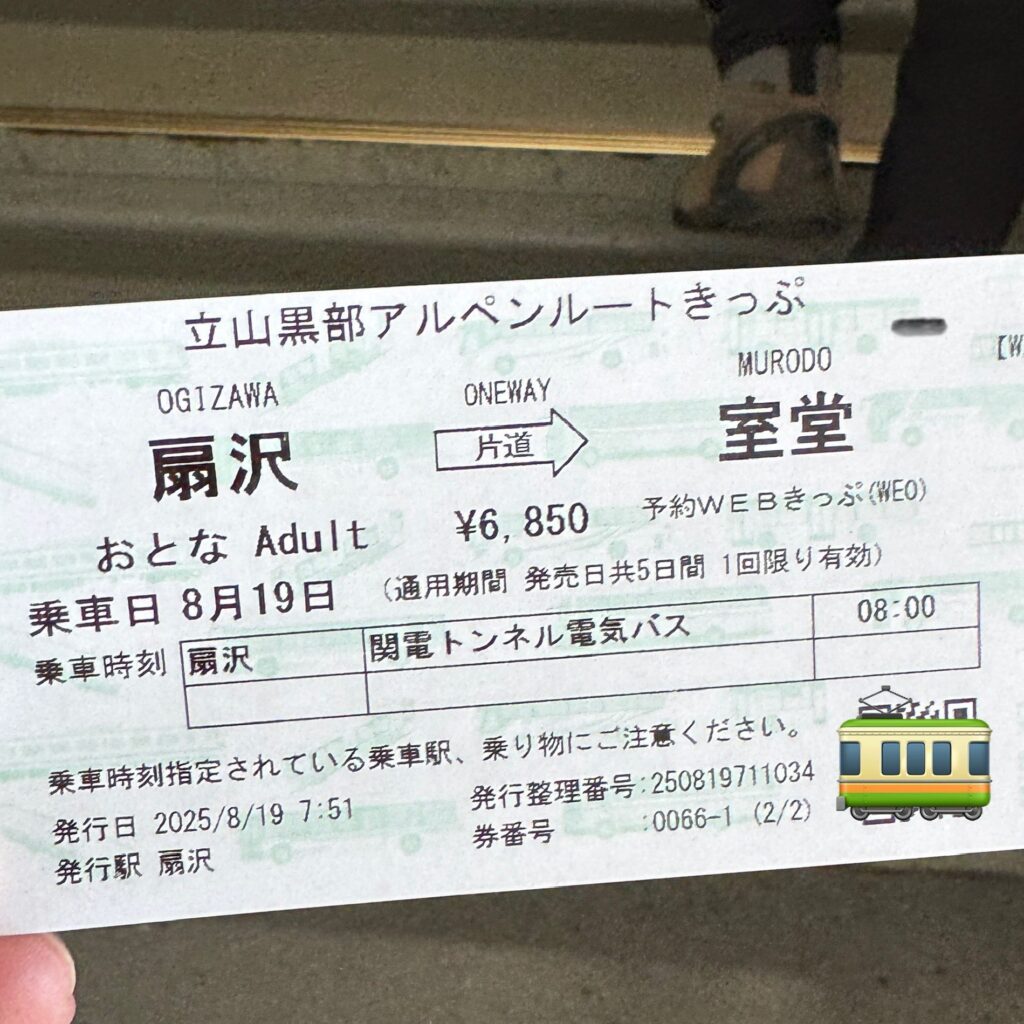 立山黒部アルペンルートきっぷ
【W
OGIZAWA ONEWAY MURODO
扇沢 片道 室堂
おとな Adult ¥6,850 予約WEBきっぷ(WEO)
乗車日 8月19日 (通用期間 発売日共5日間 1回限り有効)
乗車時刻 扇沢 関電トンネル電気バス 08:00
乗車時刻指定されている乗車駅、乗り物にご注意ください。
発行日 2025/8/19 7:51 発行整理番号:250819711034
発行駅 扇沢 券番号 :0066-1 (2/2)